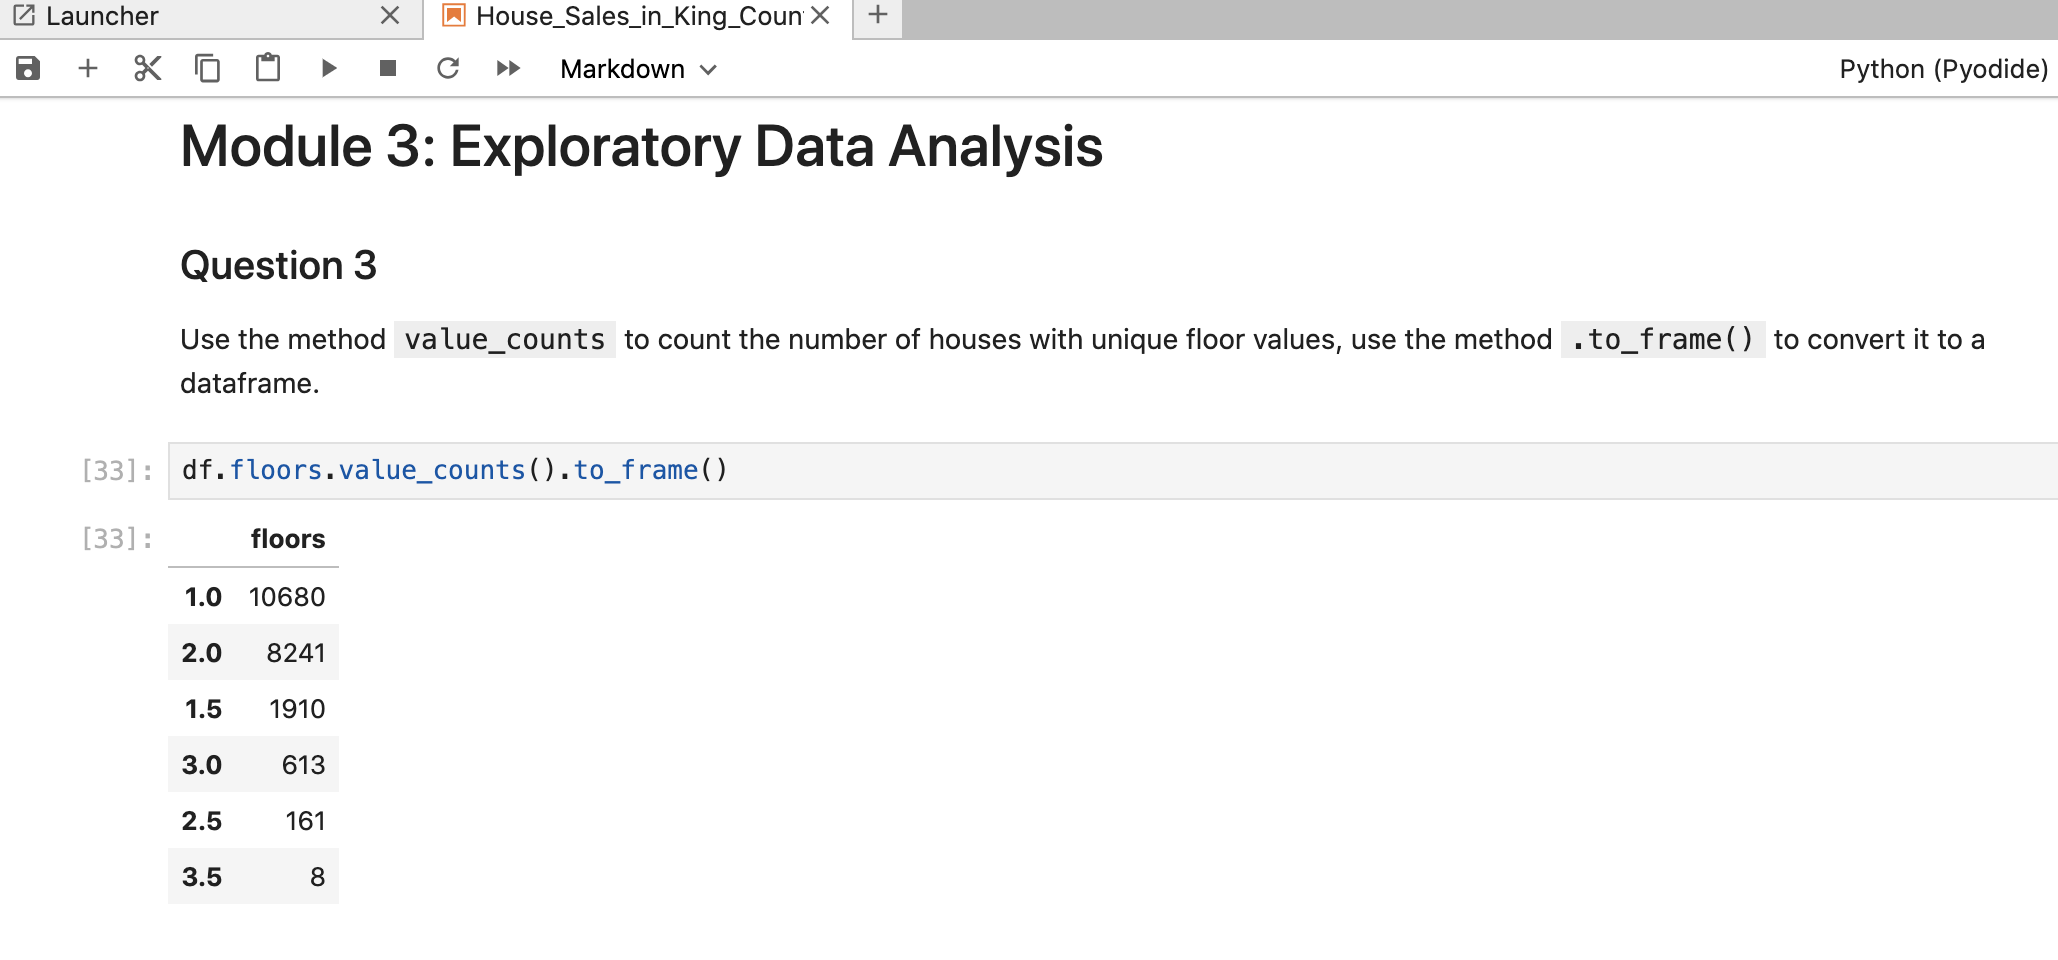 Launcher
House_Sales_in_King_Coun
Markdown
Python (Pyodide)
Module 3: Exploratory Data Analysis
Question 3
Use the method value_counts to count the number of houses with unique floor values, use the method .to_frame() to convert it to a
dataframe.
[33]: df.floors.value_counts().to_frame()
[33]: floors
1.0 10680
2.0 8241
1.5 1910
3.0 613
2.5 161
3.5 8